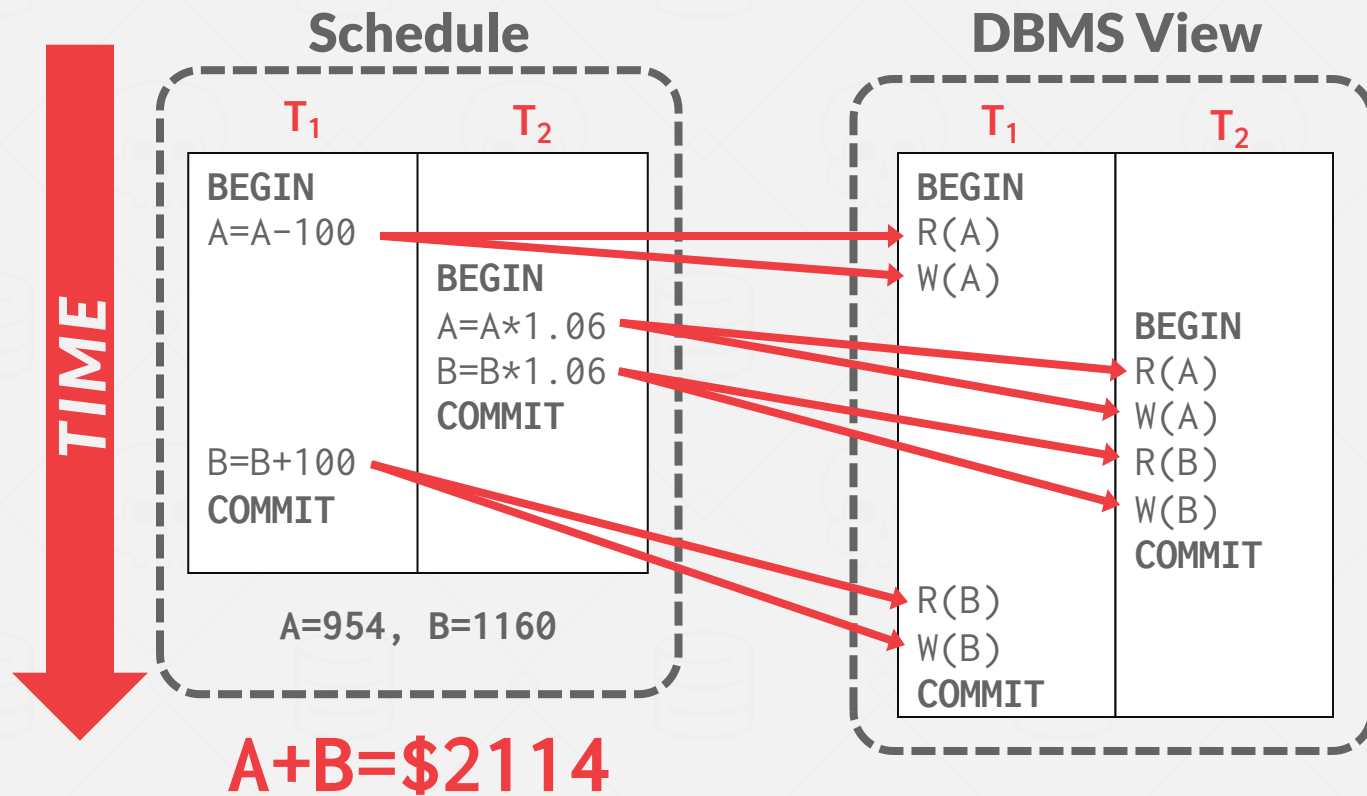 Schedule
T₁
T₂
BEGIN
A=A-100
BEGIN
A=A*1.06
B=B*1.06
COMMIT
B=B+100
COMMIT
A=954, B=1160
A+B=$2114
TIME
DBMS View
T₁
T₂
BEGIN
R(A)
W(A)
BEGIN
R(A)
W(A)
R(B)
W(B)
COMMIT
R(B)
W(B)
COMMIT